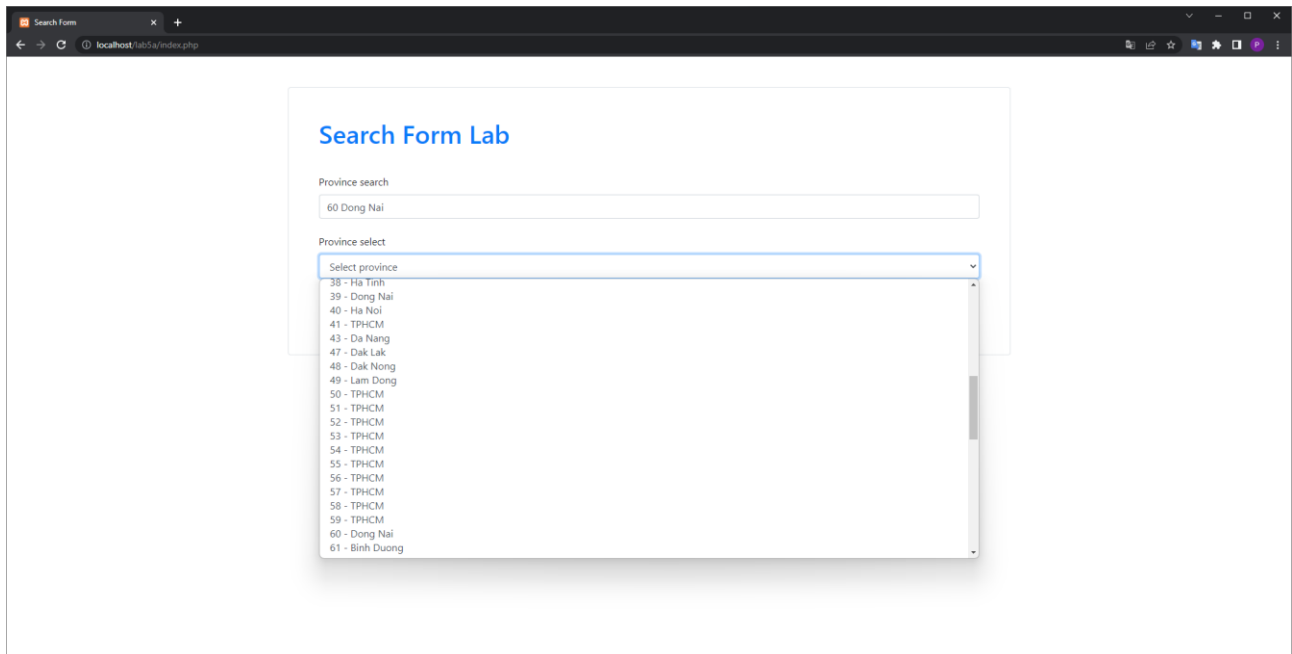 Search Form
localhost/lab5a/index.php
P
Search Form Lab
Province search
60 Dong Nai
Province select
Select province
38 - Ha Tinh
39 - Dong Nai
40 - Ha Noi
41 - TPHCM
43 - Da Nang
47 - Dak Lak
48 - Dak Nong
49 - Lam Dong
50 - TPHCM
51 - TPHCM
52 - TPHCM
53 - TPHCM
54 - TPHCM
55 - TPHCM
56 - TPHCM
57 - TPHCM
58 - TPHCM
59 - TPHCM
60 - Dong Nai
61 - Binh Duong